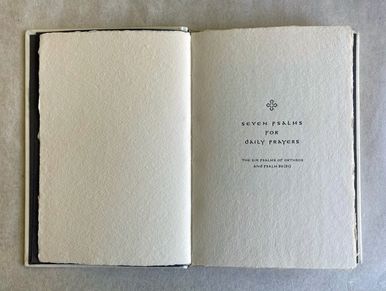 SEVEN PSALMS
FOR
DAILY PRAYERS
THE SIX PSALMS OF ORTHROS
AND PSALM 50(51)